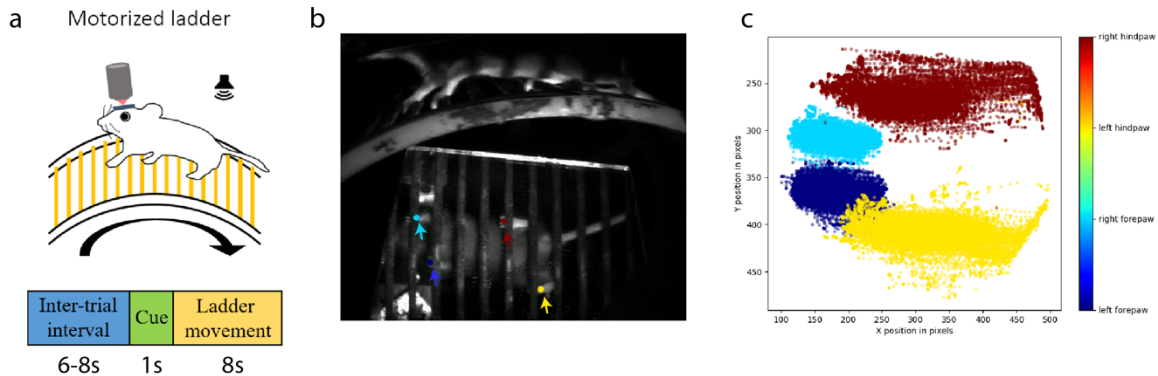 a
Motorized ladder
Inter-trial
interval
Cue
Ladder
movement
6-8s
1s
8s
b
c
250
300
350
400
450
Y position in pixels
100
150
200
250
300
350
400
450
500
X position in pixels
right hindpaw
left hindpaw
right forepaw
left forepaw